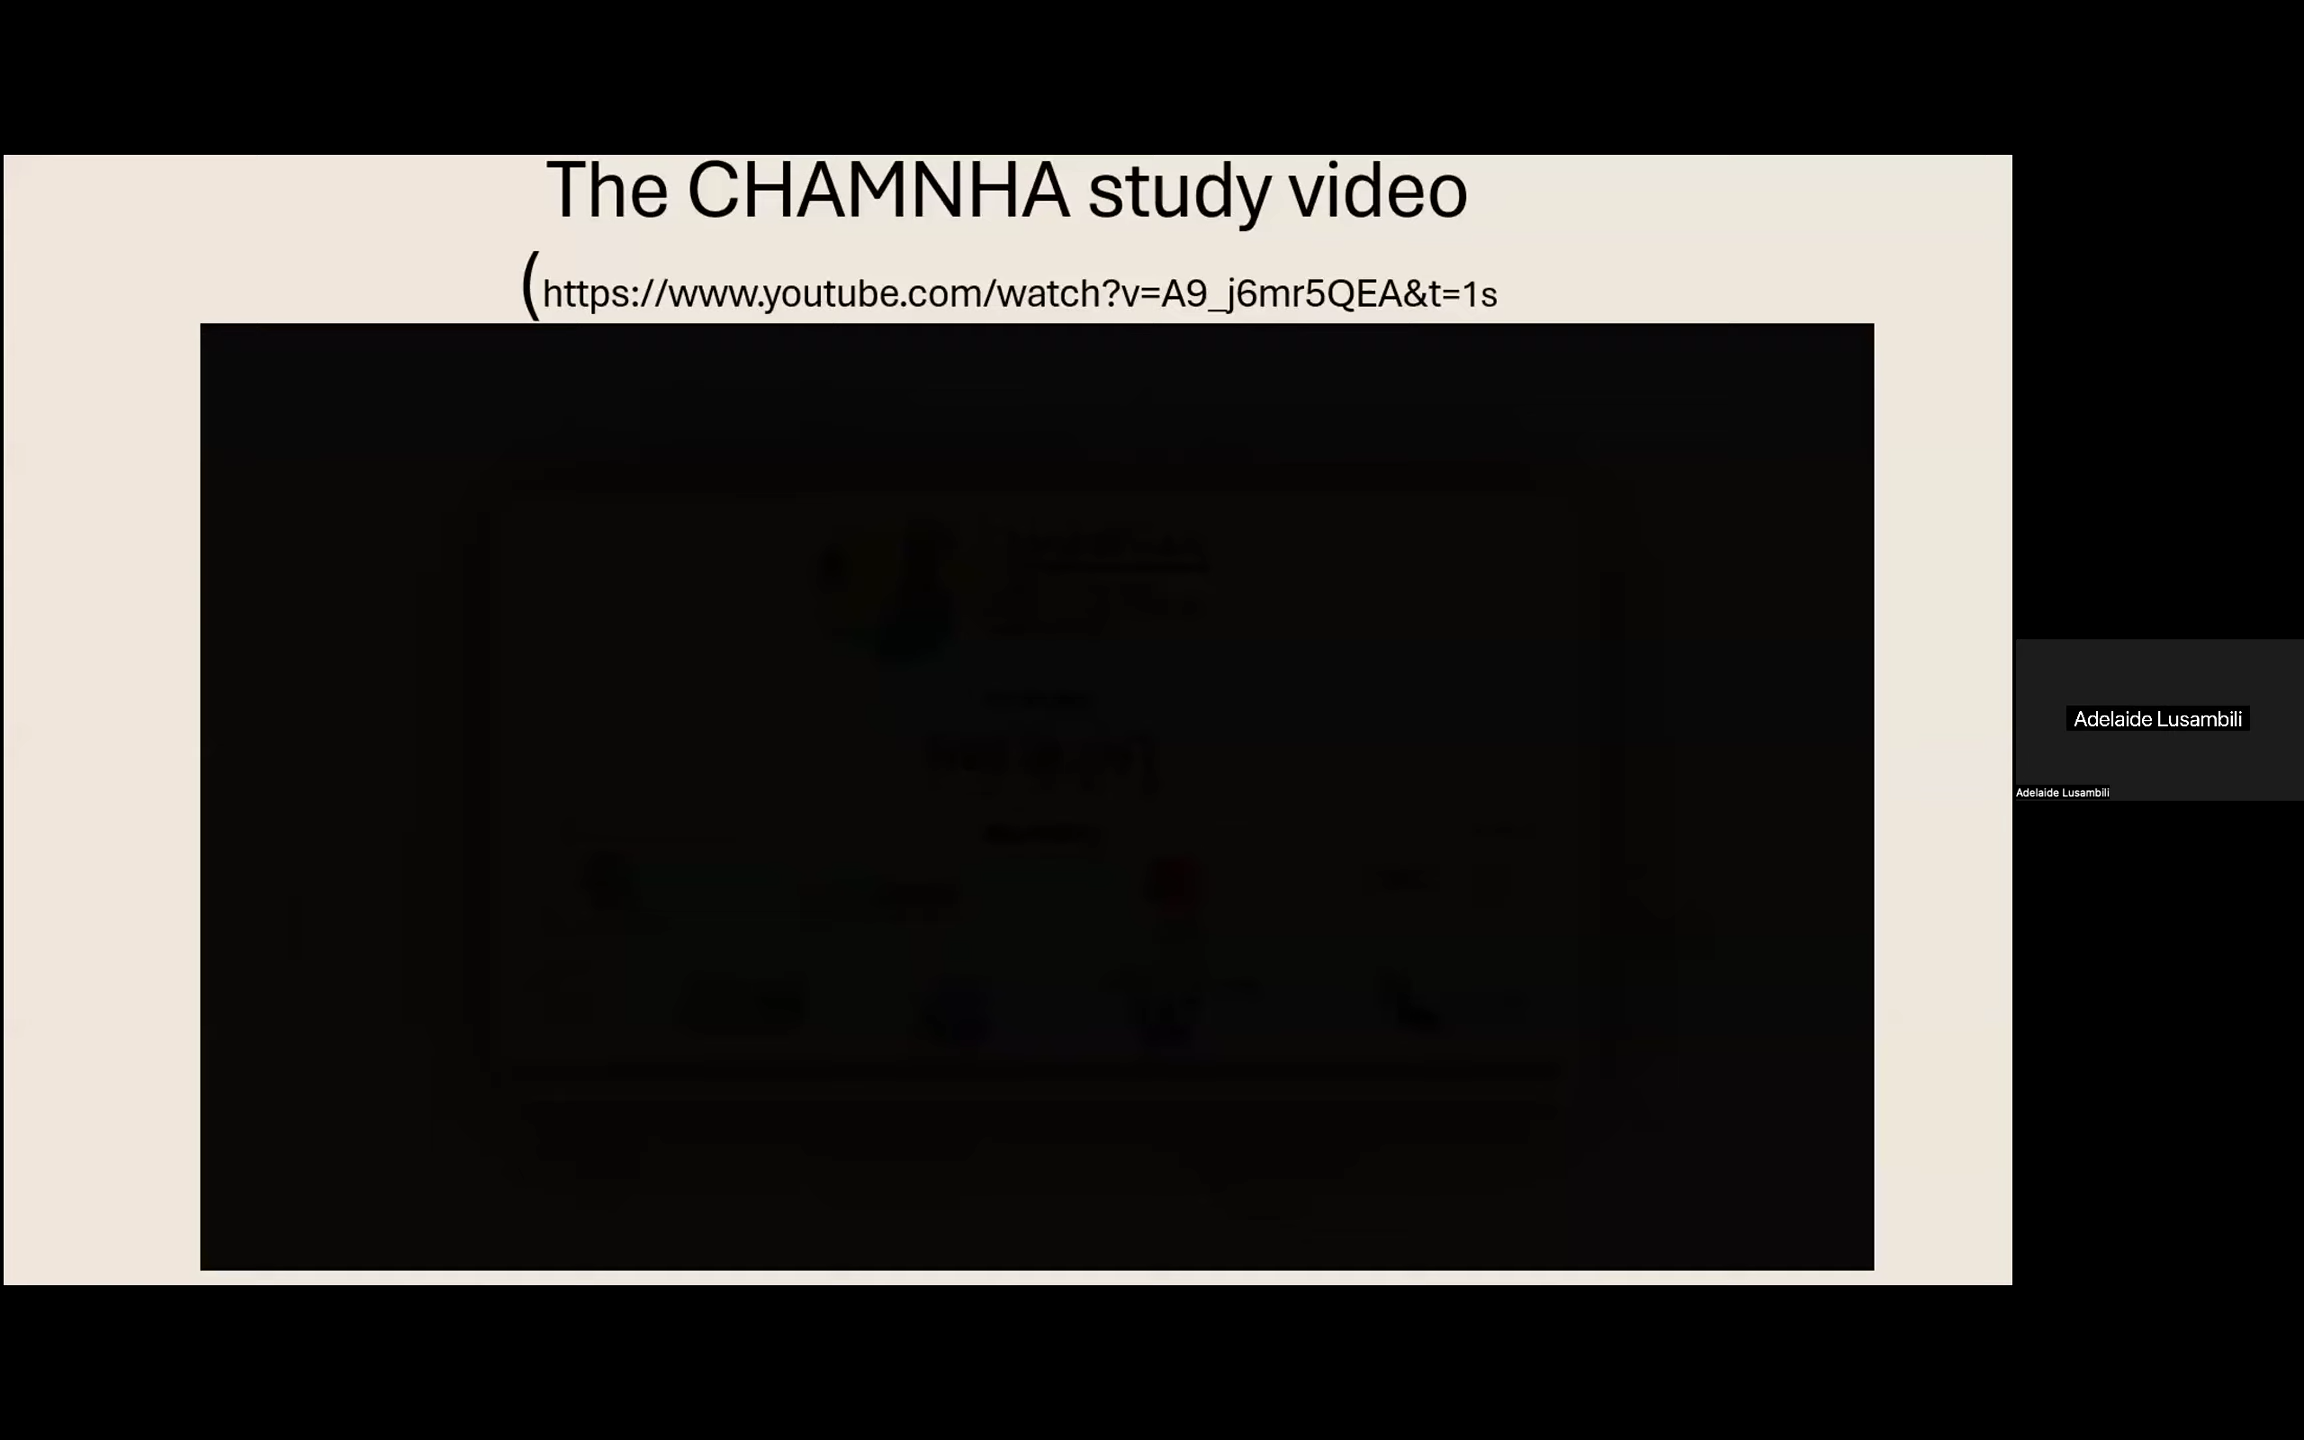 The CHAMNHA study video
(https://www.youtube.com/watch?v=A9_j6mr5QEA&t=1s
Adelaide Lusambili
Adelaide Lusambili